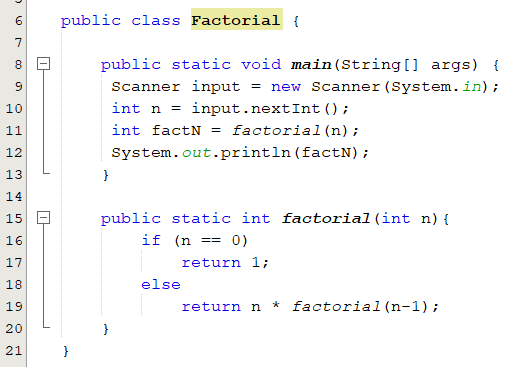 6 public class Factorial {
7
8 public static void main(String[] args) {
9 Scanner input = new Scanner(System.in);
10 int n = input.nextInt();
11 int factN = factorial(n);
12 System.out.println(factN);
13 }
14
15 public static int factorial(int n){
16 if (n == 0)
17 return 1;
18 else
19 return n * factorial(n-1);
20 }
21 }